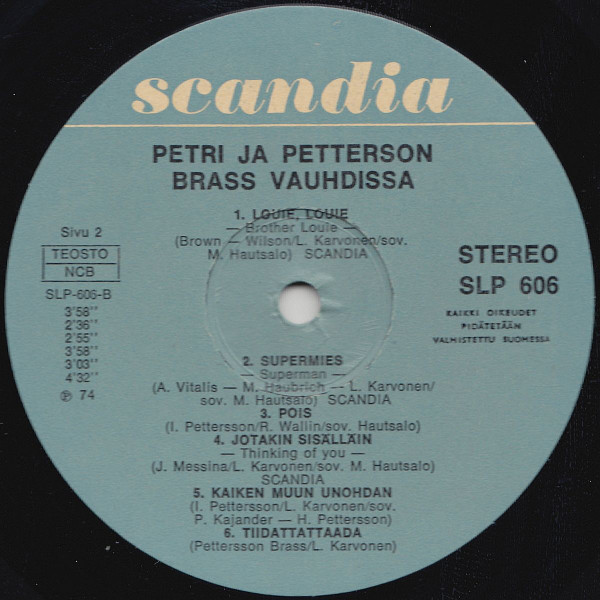 scandia
PETRI JA PETTERSON
BRASS VAUHDISSA
1. LOUIE, LOUIE
— Brother Louie —
(Brown — Wilson/L. Karvonen/sov.
M. Hautsalo) SCANDIA
Sivu 2
TEOSTO
NCB
SLP-606-B
3'58''
2'36''
2'55''
3'58''
3'03''
4'32''
℗ 74
STEREO
SLP 606
KAIKKI OIKEUDET
PIDÄTETÄÄN
VALMISTETTU SUOMESSA
2. SUPERMIES
— Superman —
(A. Vitalis — M. Haubrich — L. Karvonen/
sov. M. Hautsalo) SCANDIA
3. POIS
(I. Pettersson/R. Wallin/sov. Hautsalo)
4. JOTAKIN SISÄLLÄIN
— Thinking of you —
(J. Messina/L. Karvonen/sov. M. Hautsalo)
SCANDIA
5. KAIKEN MUUN UNOHDAN
(I. Pettersson/L. Karvonen/sov.
P. Kajander — H. Pettersson)
6. TIIDATTATTAADA
(Pettersson Brass/L. Karvonen)